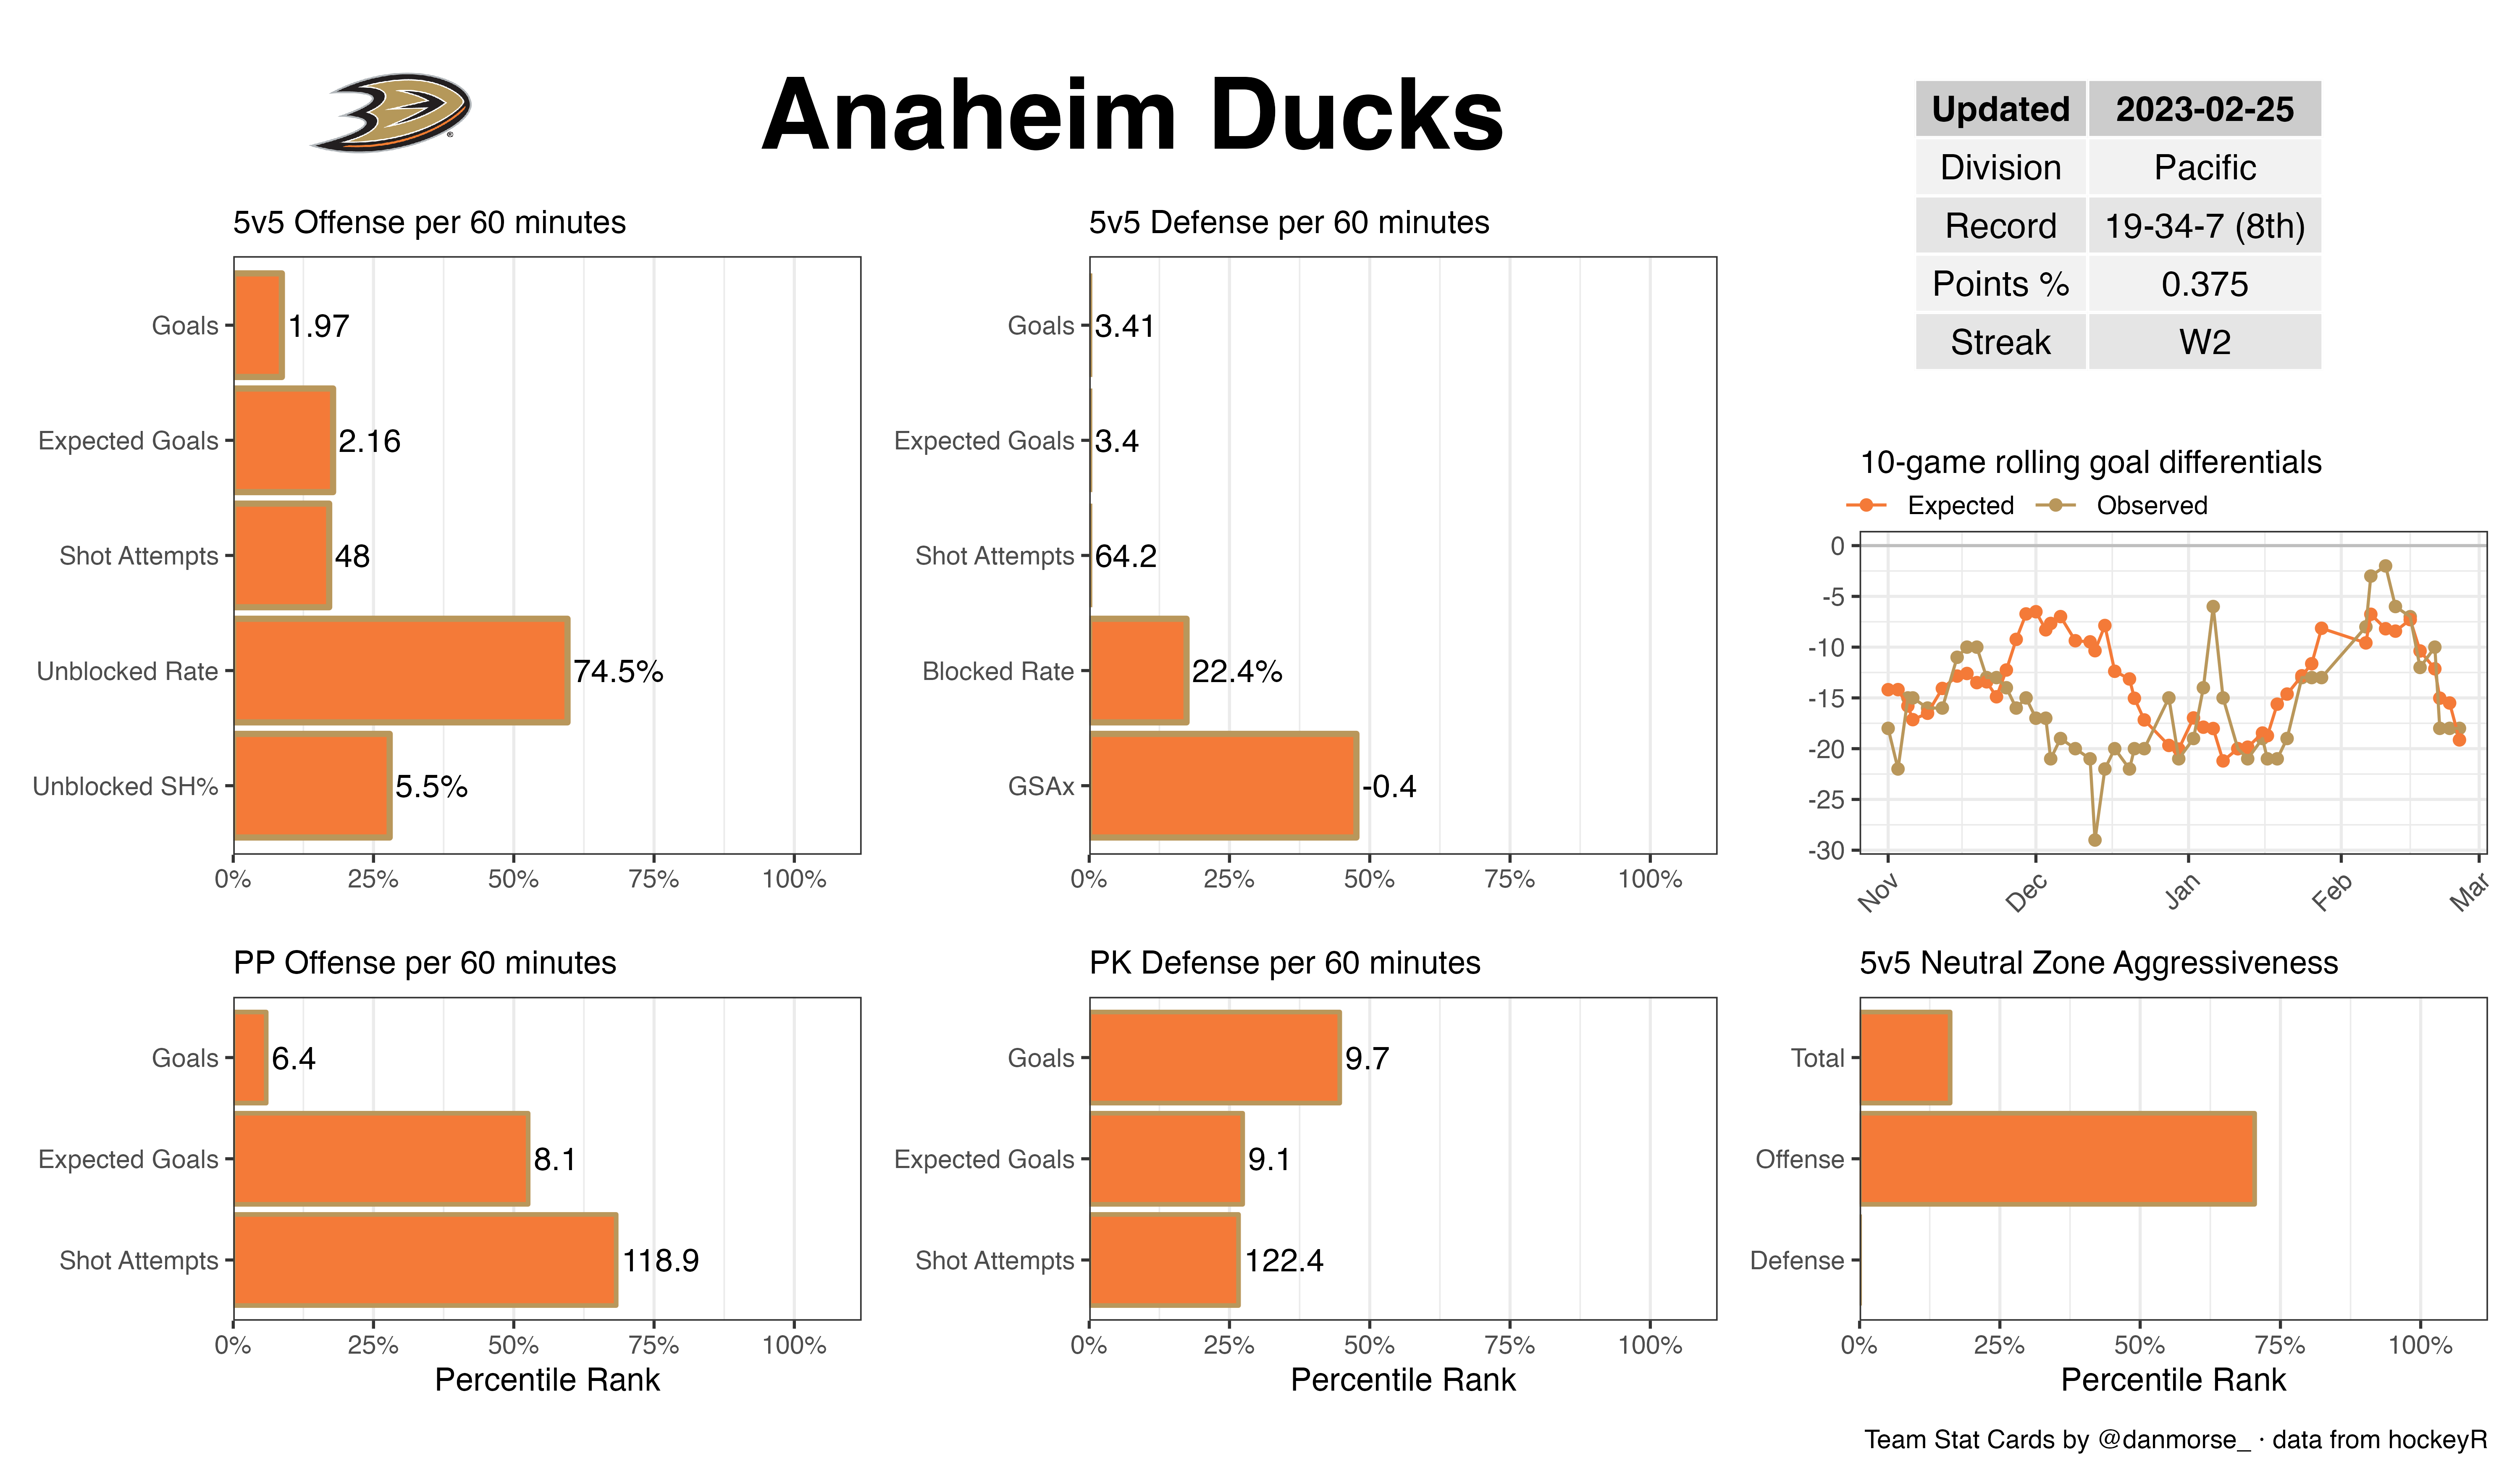 Anaheim Ducks
®
Updated 2023-02-25
Division Pacific
Record 19-34-7 (8th)
Points % 0.375
Streak W2
5v5 Offense per 60 minutes
Goals 1.97
Expected Goals 2.16
Shot Attempts 48
Unblocked Rate 74.5%
Unblocked SH% 5.5%
0% 25% 50% 75% 100%
5v5 Defense per 60 minutes
Goals 3.41
Expected Goals 3.4
Shot Attempts 64.2
Blocked Rate 22.4%
GSAx -0.4
0% 25% 50% 75% 100%
10-game rolling goal differentials
Expected Observed
0
-5
-10
-15
-20
-25
-30
Nov Dec Jan Feb Mar
PP Offense per 60 minutes
Goals 6.4
Expected Goals 8.1
Shot Attempts 118.9
0% 25% 50% 75% 100%
Percentile Rank
PK Defense per 60 minutes
Goals 9.7
Expected Goals 9.1
Shot Attempts 122.4
0% 25% 50% 75% 100%
Percentile Rank
5v5 Neutral Zone Aggressiveness
Total
Offense
Defense
0% 25% 50% 75% 100%
Percentile Rank
Team Stat Cards by @danmorse_ · data from hockeyR